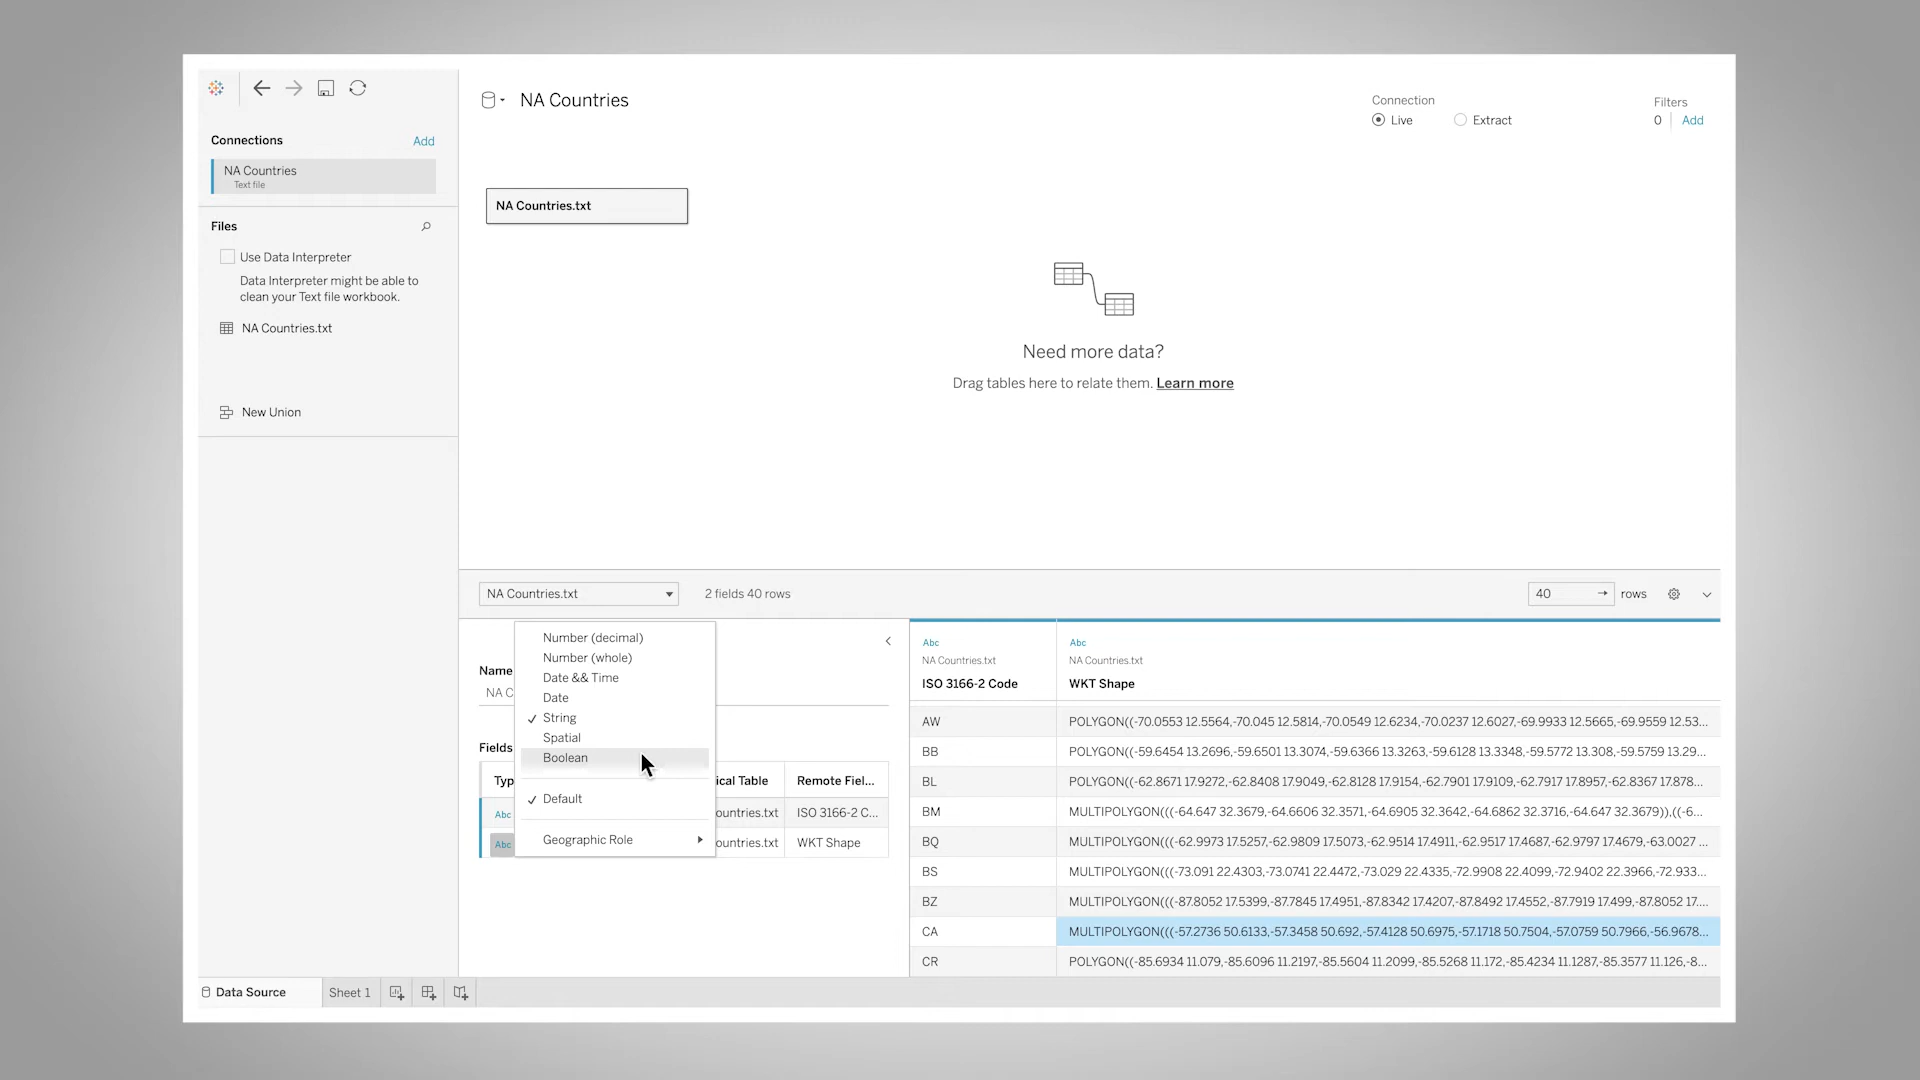 NA Countries
Connection
Live
Extract
Filters
0
Add
Connections
Add
NA Countries
Text file
Files
Use Data Interpreter
Data Interpreter might be able to
clean your Text file workbook.
NA Countries.txt
New Union
NA Countries.txt
Need more data?
Drag tables here to relate them. Learn more
NA Countries.txt
2 fields 40 rows
40
rows
Name
NA C
Fields
Typ
ical Table
Remote Fiel...
Abc
ountries.txt
ISO 3166-2 C...
Abc
ountries.txt
WKT Shape
Number (decimal)
Number (whole)
Date && Time
Date
String
Spatial
Boolean
Default
Geographic Role
Abc
NA Countries.txt
ISO 3166-2 Code
Abc
NA Countries.txt
WKT Shape
AW POLYGON((-70.0553 12.5564,-70.045 12.5814,-70.0549 12.6234,-70.0237 12.6027,-69.9933 12.5665,-69.9559 12.53...
BB POLYGON((-59.6454 13.2696,-59.6501 13.3074,-59.6366 13.3263,-59.6128 13.3348,-59.5772 13.308,-59.5759 13.29...
BL POLYGON((-62.8671 17.9272,-62.8408 17.9049,-62.8128 17.9154,-62.7901 17.9109,-62.7917 17.8957,-62.8367 17.878...
BM MULTIPOLYGON(((-64.647 32.3679,-64.6606 32.3571,-64.6905 32.3642,-64.6862 32.3716,-64.647 32.3679)),((-6...
BQ MULTIPOLYGON(((-62.9973 17.5257,-62.9809 17.5073,-62.9514 17.4911,-62.9517 17.4687,-62.9797 17.4679,-63.0027 ...
BS MULTIPOLYGON(((-73.091 22.4303,-73.0741 22.4472,-73.029 22.4335,-72.9908 22.4099,-72.9402 22.3966,-72.933...
BZ MULTIPOLYGON(((-87.8052 17.5399,-87.7845 17.4951,-87.8342 17.4207,-87.8492 17.4552,-87.7919 17.499,-87.8052 17....
CA MULTIPOLYGON(((-57.2736 50.6133,-57.3458 50.692,-57.4128 50.6975,-57.1718 50.7504,-57.0759 50.7966,-56.9678...
CR POLYGON((-85.6934 11.079,-85.6096 11.2197,-85.5604 11.2099,-85.5268 11.172,-85.4234 11.1287,-85.3577 11.126,-8...
Data Source
Sheet 1